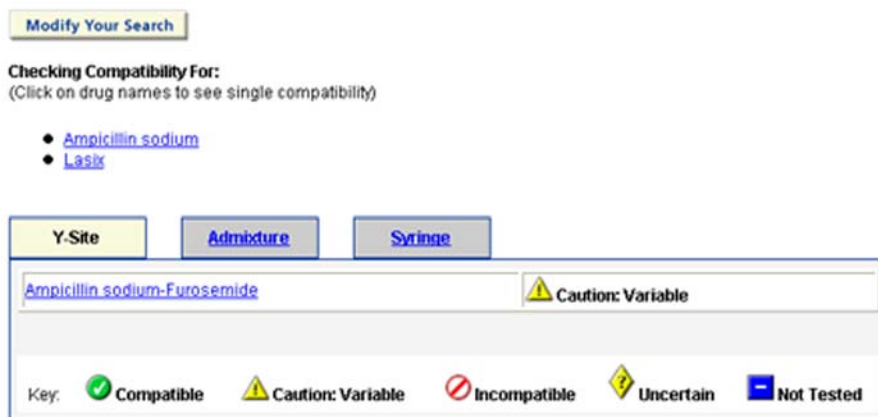 Modify Your Search
Checking Compatibility For:
(Click on drug names to see single compatibility)
Ampicillin sodium
Lasix
Y-Site Admixture Syringe
Ampicillin sodium-Furosemide Caution: Variable
Key: Compatible Caution: Variable Incompatible Uncertain Not Tested